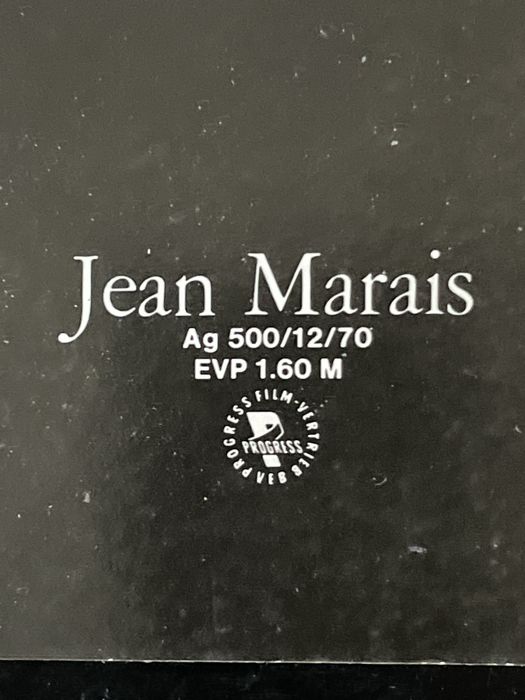 Jean Marais
Ag 500/12/70
EVP 1.60 M
PROGRESS FILM-VERTRIEB VEB
PROGRESS